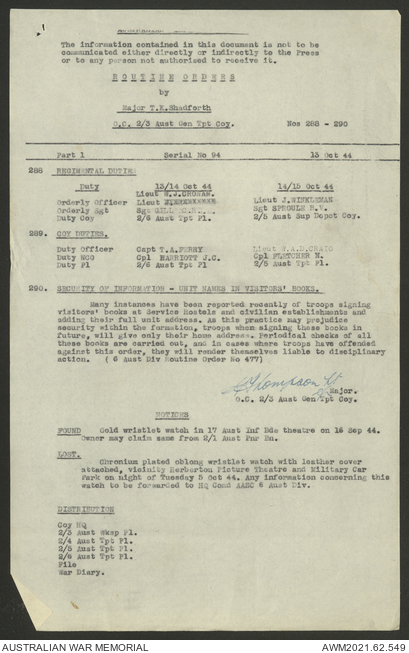 The information contained in this document is not to be
communicated either directly or indirectly to the Press
or to any person not authorised to receive it.
ROUTINE ORDERS
by
Major T.K.Shadforth
O.C. 2/3 Aust Gen Tpt Coy. Nos 288 - 290
Part 1 Serial No 94 13 Oct 44
288 REGIMENTAL DUTIES
Duty 13/14 Oct 44 14/15 Oct 44
Lieut W.J.CRONAN.
Orderly Officer Lieut Lieut J.WINKLEMAN
Orderly Sgt Sgt Sgt SPROULE R.V.
Duty Coy 2/6 Aust Tpt Pl 2/5 Aust Sup Depot Coy.
289. COY DUTIES.
Duty Officer Capt T.A.PERRY Lieut W.A.B.CRAIG
Duty NCO Cpl HARRIOTT J.C. Cpl FLETCHER N.
Duty Pl 2/6 Aust Tpt Pl 2/5 Aust Tpt Pl
290. SECURITY OF INFORMATION - UNIT NAMES IN VISITORS' BOOKS.
Many instances have been reported recently of troops signing
visitors' books at Service Hostels and civilian establishments and
adding their full unit address. As this practice may prejudice
security within the formation, troops when signing these books in
future, will give only their home address. Periodical checks of all
these books are carried out, and in cases where troops have offended
against this order, they will render themselves liable to disciplinary
action. ( 6 Aust Div Routine Order No 477)
Thompson Lt
Major.
O.C. 2/3 Aust Gen Tpt Coy.
NOTICES
FOUND Gold wristlet watch in 17 Aust Inf Bde theatre on 16 Sep 44.
Owner may claim same from 2/1 Aust Pnr Bn.
LOST. Chromium plated oblong wristlet watch with leather cover
attached, vicinity Herberton Picture Theatre and Military Car
Park on night of Tuesday 5 Oct 44. Any information concerning this
watch to be forwarded to HQ Comd AASC 6 Aust Div.
DISTRIBUTION
Coy HQ
2/3 Aust Wksp Pl.
2/4 Aust Tpt Pl.
2/5 Aust Tpt Pl.
2/6 Aust Tpt Pl.
File
War Diary.
AUSTRALIAN WAR MEMORIAL AWM2021.62.549